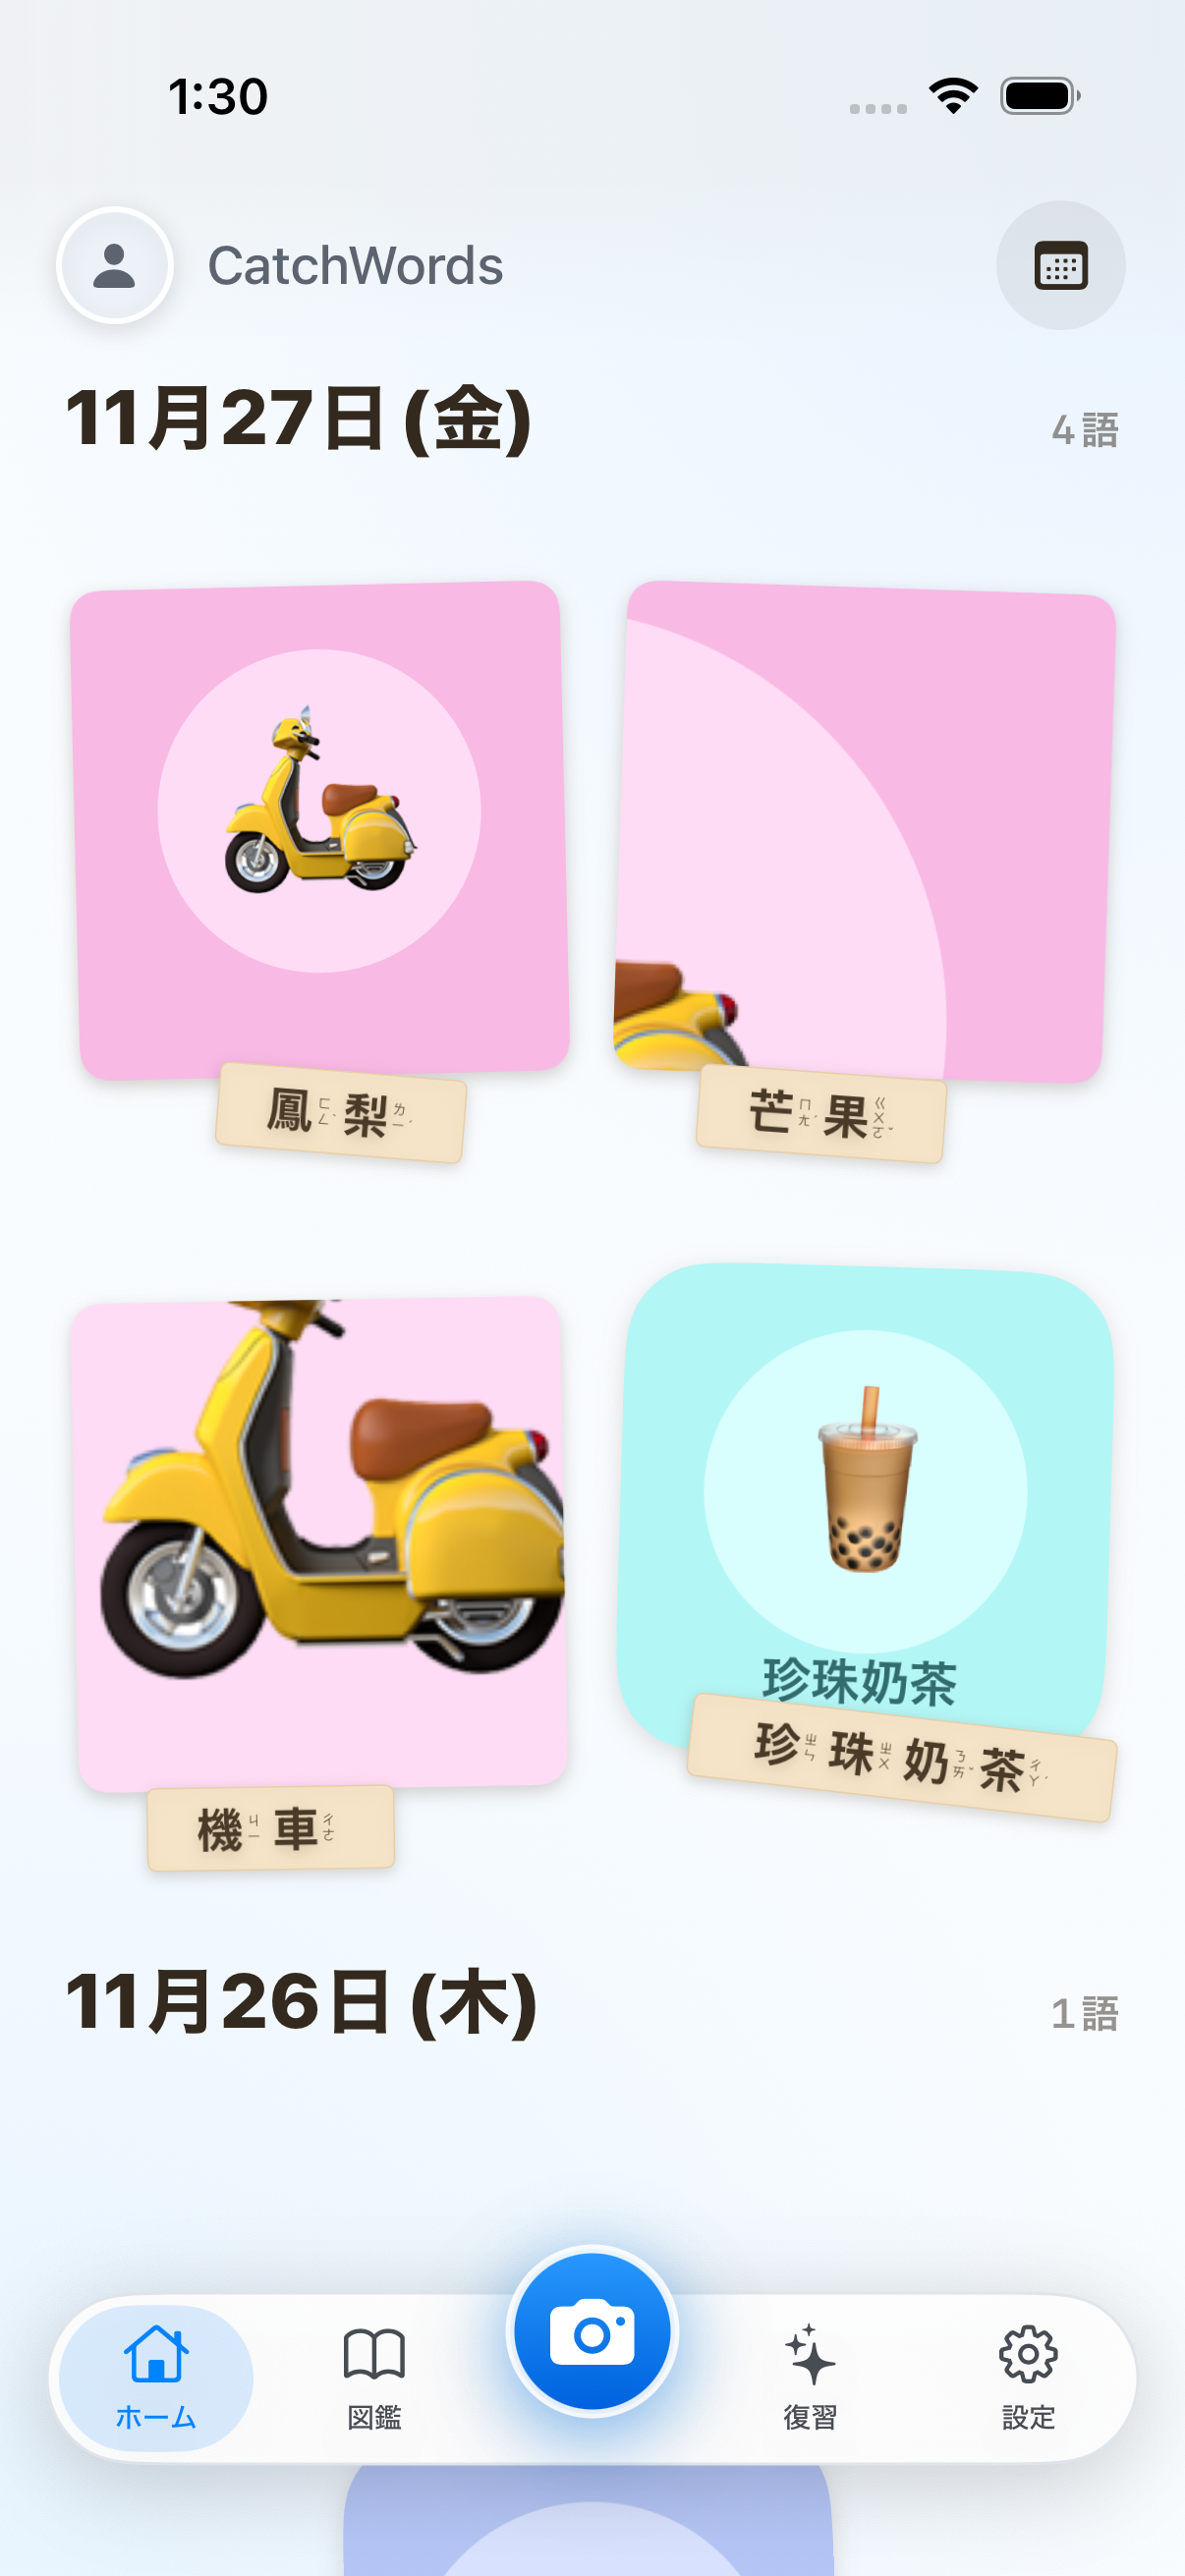 1:30
CatchWords
11月27日 (金)
4 語
鳳ㄈㄥˋ梨ㄌㄧˊ
芒ㄇㄤˊ果ㄍㄨㄛˇ
珍珠奶茶
機ㄐㄧ車ㄔㄜ
珍ㄓㄣ珠ㄓㄨ奶ㄋㄞˇ茶ㄔㄚˊ
11月26日 (木)
1 語
ホーム
図鑑
復習
設定